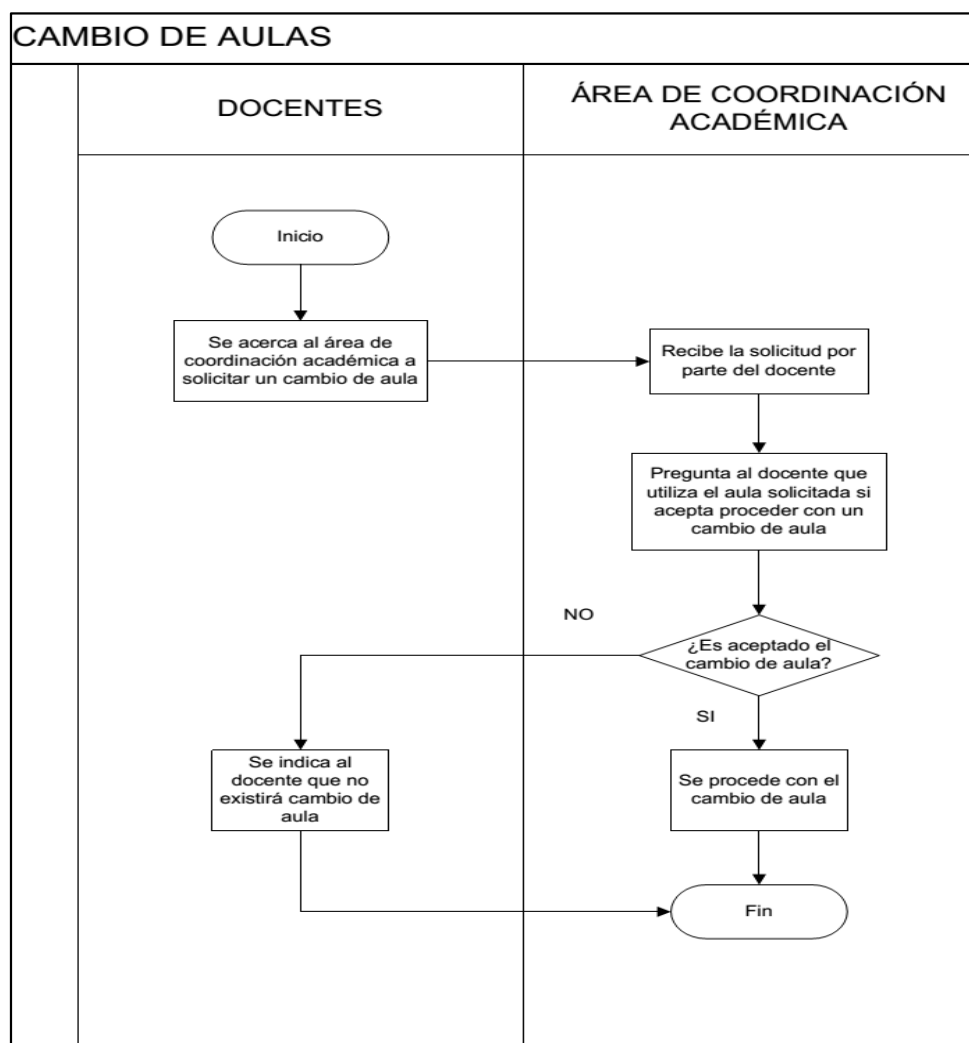 CAMBIO DE AULAS
DOCENTES
ÁREA DE COORDINACIÓN
ACADÉMICA
Inicio
Se acerca al área de
coordinación académica a
solicitar un cambio de aula
Recibe la solicitud por
parte del docente
Pregunta al docente que
utiliza el aula solicitada si
acepta proceder con un
cambio de aula
¿Es aceptado el
cambio de aula?
NO
SI
Se indica al
docente que no
existirá cambio de
aula
Se procede con el
cambio de aula
Fin